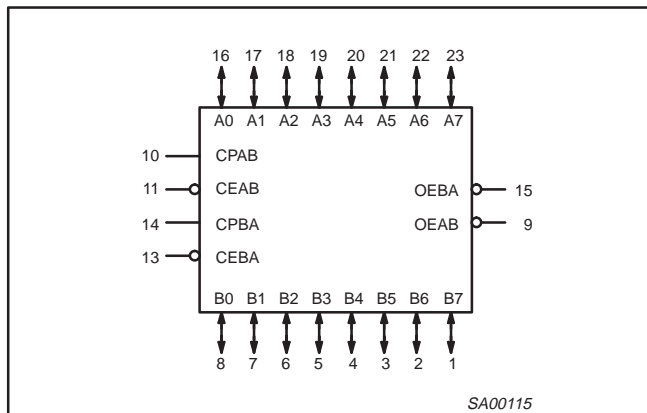 16 17 18 19 20 21 22 23
A0 A1 A2 A3 A4 A5 A6 A7
10 CPAB
11 CEAB OEBA 15
14 CPBA OEAB 9
13 CEBA
B0 B1 B2 B3 B4 B5 B6 B7
8 7 6 5 4 3 2 1
SA00115